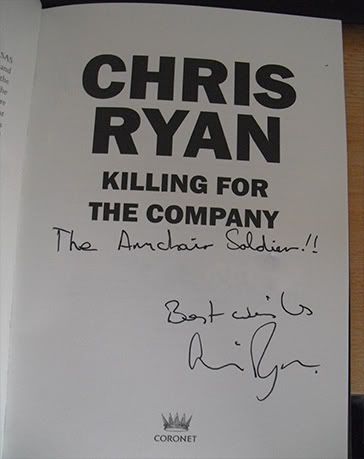 CHRIS
RYAN
KILLING FOR
THE COMPANY
The Armchair Soldier!!
Best wishes
CORONET